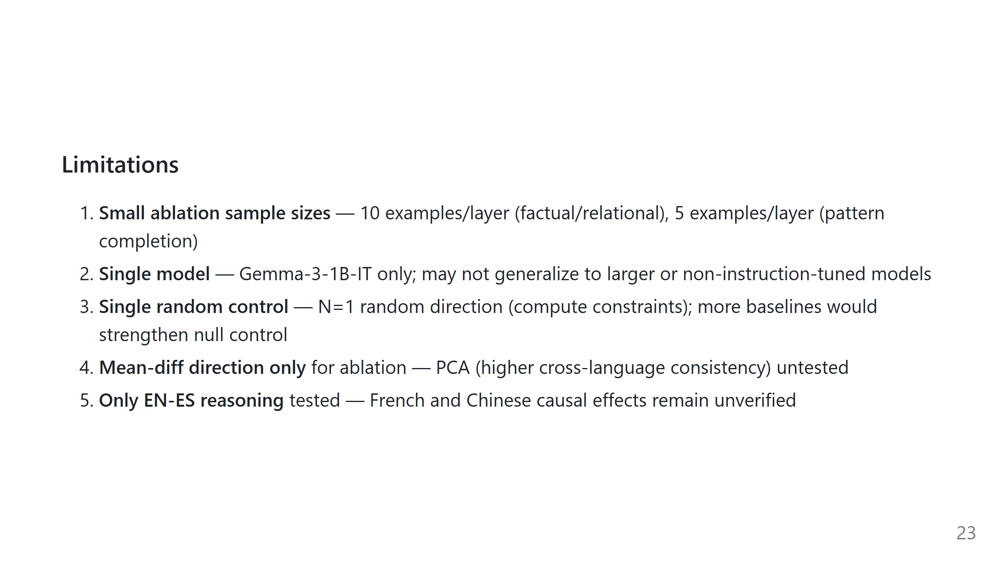 Limitations
1. Small ablation sample sizes — 10 examples/layer (factual/relational), 5 examples/layer (pattern
completion)
2. Single model — Gemma-3-1B-IT only; may not generalize to larger or non-instruction-tuned models
3. Single random control — N=1 random direction (compute constraints); more baselines would
strengthen null control
4. Mean-diff direction only for ablation — PCA (higher cross-language consistency) untested
5. Only EN-ES reasoning tested — French and Chinese causal effects remain unverified
23